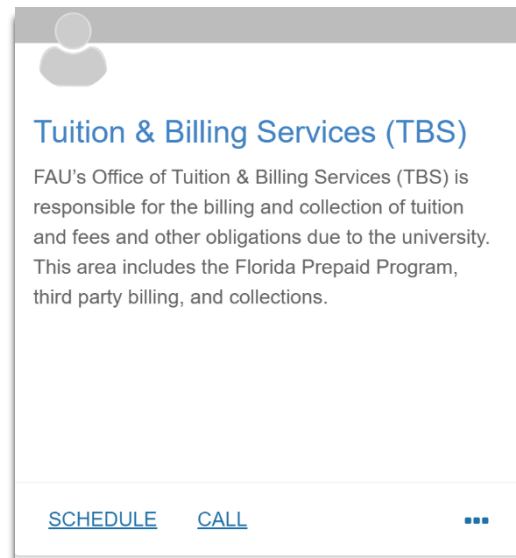 Tuition & Billing Services (TBS)
FAU’s Office of Tuition & Billing Services (TBS) is
responsible for the billing and collection of tuition
and fees and other obligations due to the university.
This area includes the Florida Prepaid Program,
third party billing, and collections.
SCHEDULE CALL